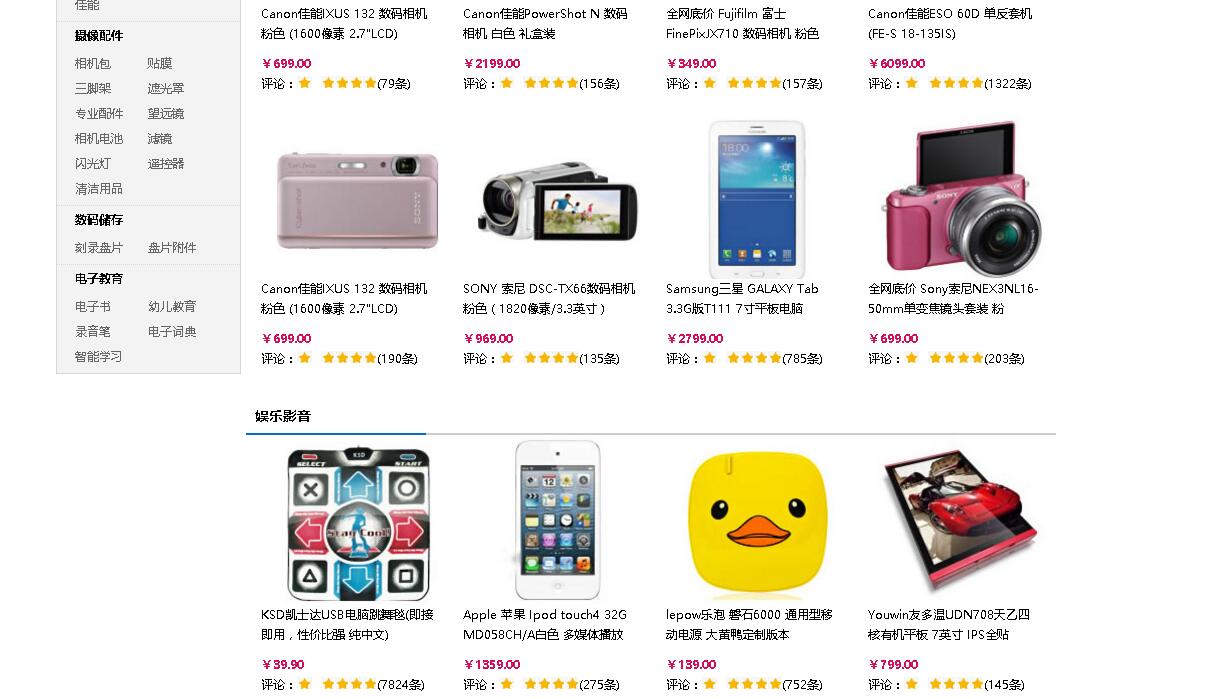 佳能
摄像配件
相机包 贴膜
三脚架 遮光罩
专业配件 望远镜
相机电池 滤镜
闪光灯 遥控器
清洁用品
数码储存
刻录盘片 盘片附件
电子教育
电子书 幼儿教育
录音笔 电子词典
智能学习
Canon佳能IXUS 132 数码相机
粉色 (1600像素 2.7"LCD)
￥699.00
评论：(79条)
Canon佳能PowerShot N 数码
相机 白色 礼盒装
￥2199.00
评论：(156条)
全网底价 Fujifilm 富士
FinePixJX710 数码相机 粉色
￥349.00
评论：(157条)
Canon佳能ESO 60D 单反套机
(FE-S 18-135IS)
￥6099.00
评论：(1322条)
SONY
Canon佳能IXUS 132 数码相机
粉色 (1600像素 2.7"LCD)
￥699.00
评论：(190条)
SONY 索尼 DSC-TX66数码相机
粉色（1820像素/3.3英寸）
￥969.00
评论：(135条)
18:00
Samsung三星 GALAXY Tab
3.3G版T111 7寸平板电脑
￥2799.00
评论：(785条)
SONY
全网底价 Sony索尼NEX3NL16-
50mm单变焦镜头套装 粉
￥699.00
评论：(203条)
娱乐影音
SELECT KSD START
Stay Cool!
KSD凯士达USB电脑跳舞毯(即接
即用，性价比强 纯中文)
￥39.90
评论：(7824条)
12
Apple 苹果 Ipod touch4 32G
MD058CH/A白色 多媒体播放
￥1359.00
评论：(275条)
lepow乐泡 磐石6000 通用型移
动电源 大黄鸭定制版本
￥139.00
评论：(752条)
Youwin友多温UDN708天乙四
核有机平板 7英寸 IPS全贴
￥799.00
评论：(145条)